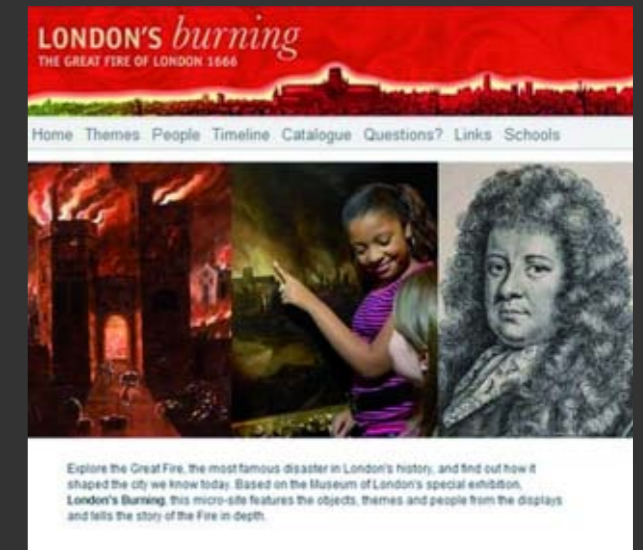 LONDON'S burning
THE GREAT FIRE OF LONDON 1666
Home Themes People Timeline Catalogue Questions? Links Schools
Explore the Great Fire, the most famous disaster in London's history, and find out how it
shaped the city we know today. Based on the Museum of London's special exhibition,
London's Burning, this micro-site features the objects, themes and people from the displays
and tells the story of the Fire in depth.